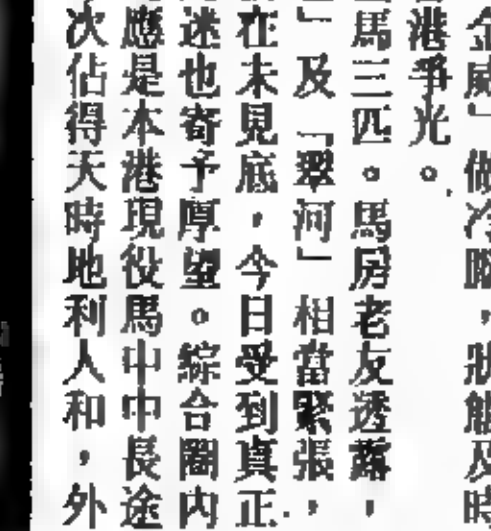 金威」做冷腳，狀態及時
港爭光。
馬三匹。馬房老友透露，
」及「翠河」相當緊張，
在未見底，今日受到真正
迷也寄予厚望。綜合圈內
應是本港現役馬中中長途
次佔得天時地利人和，外